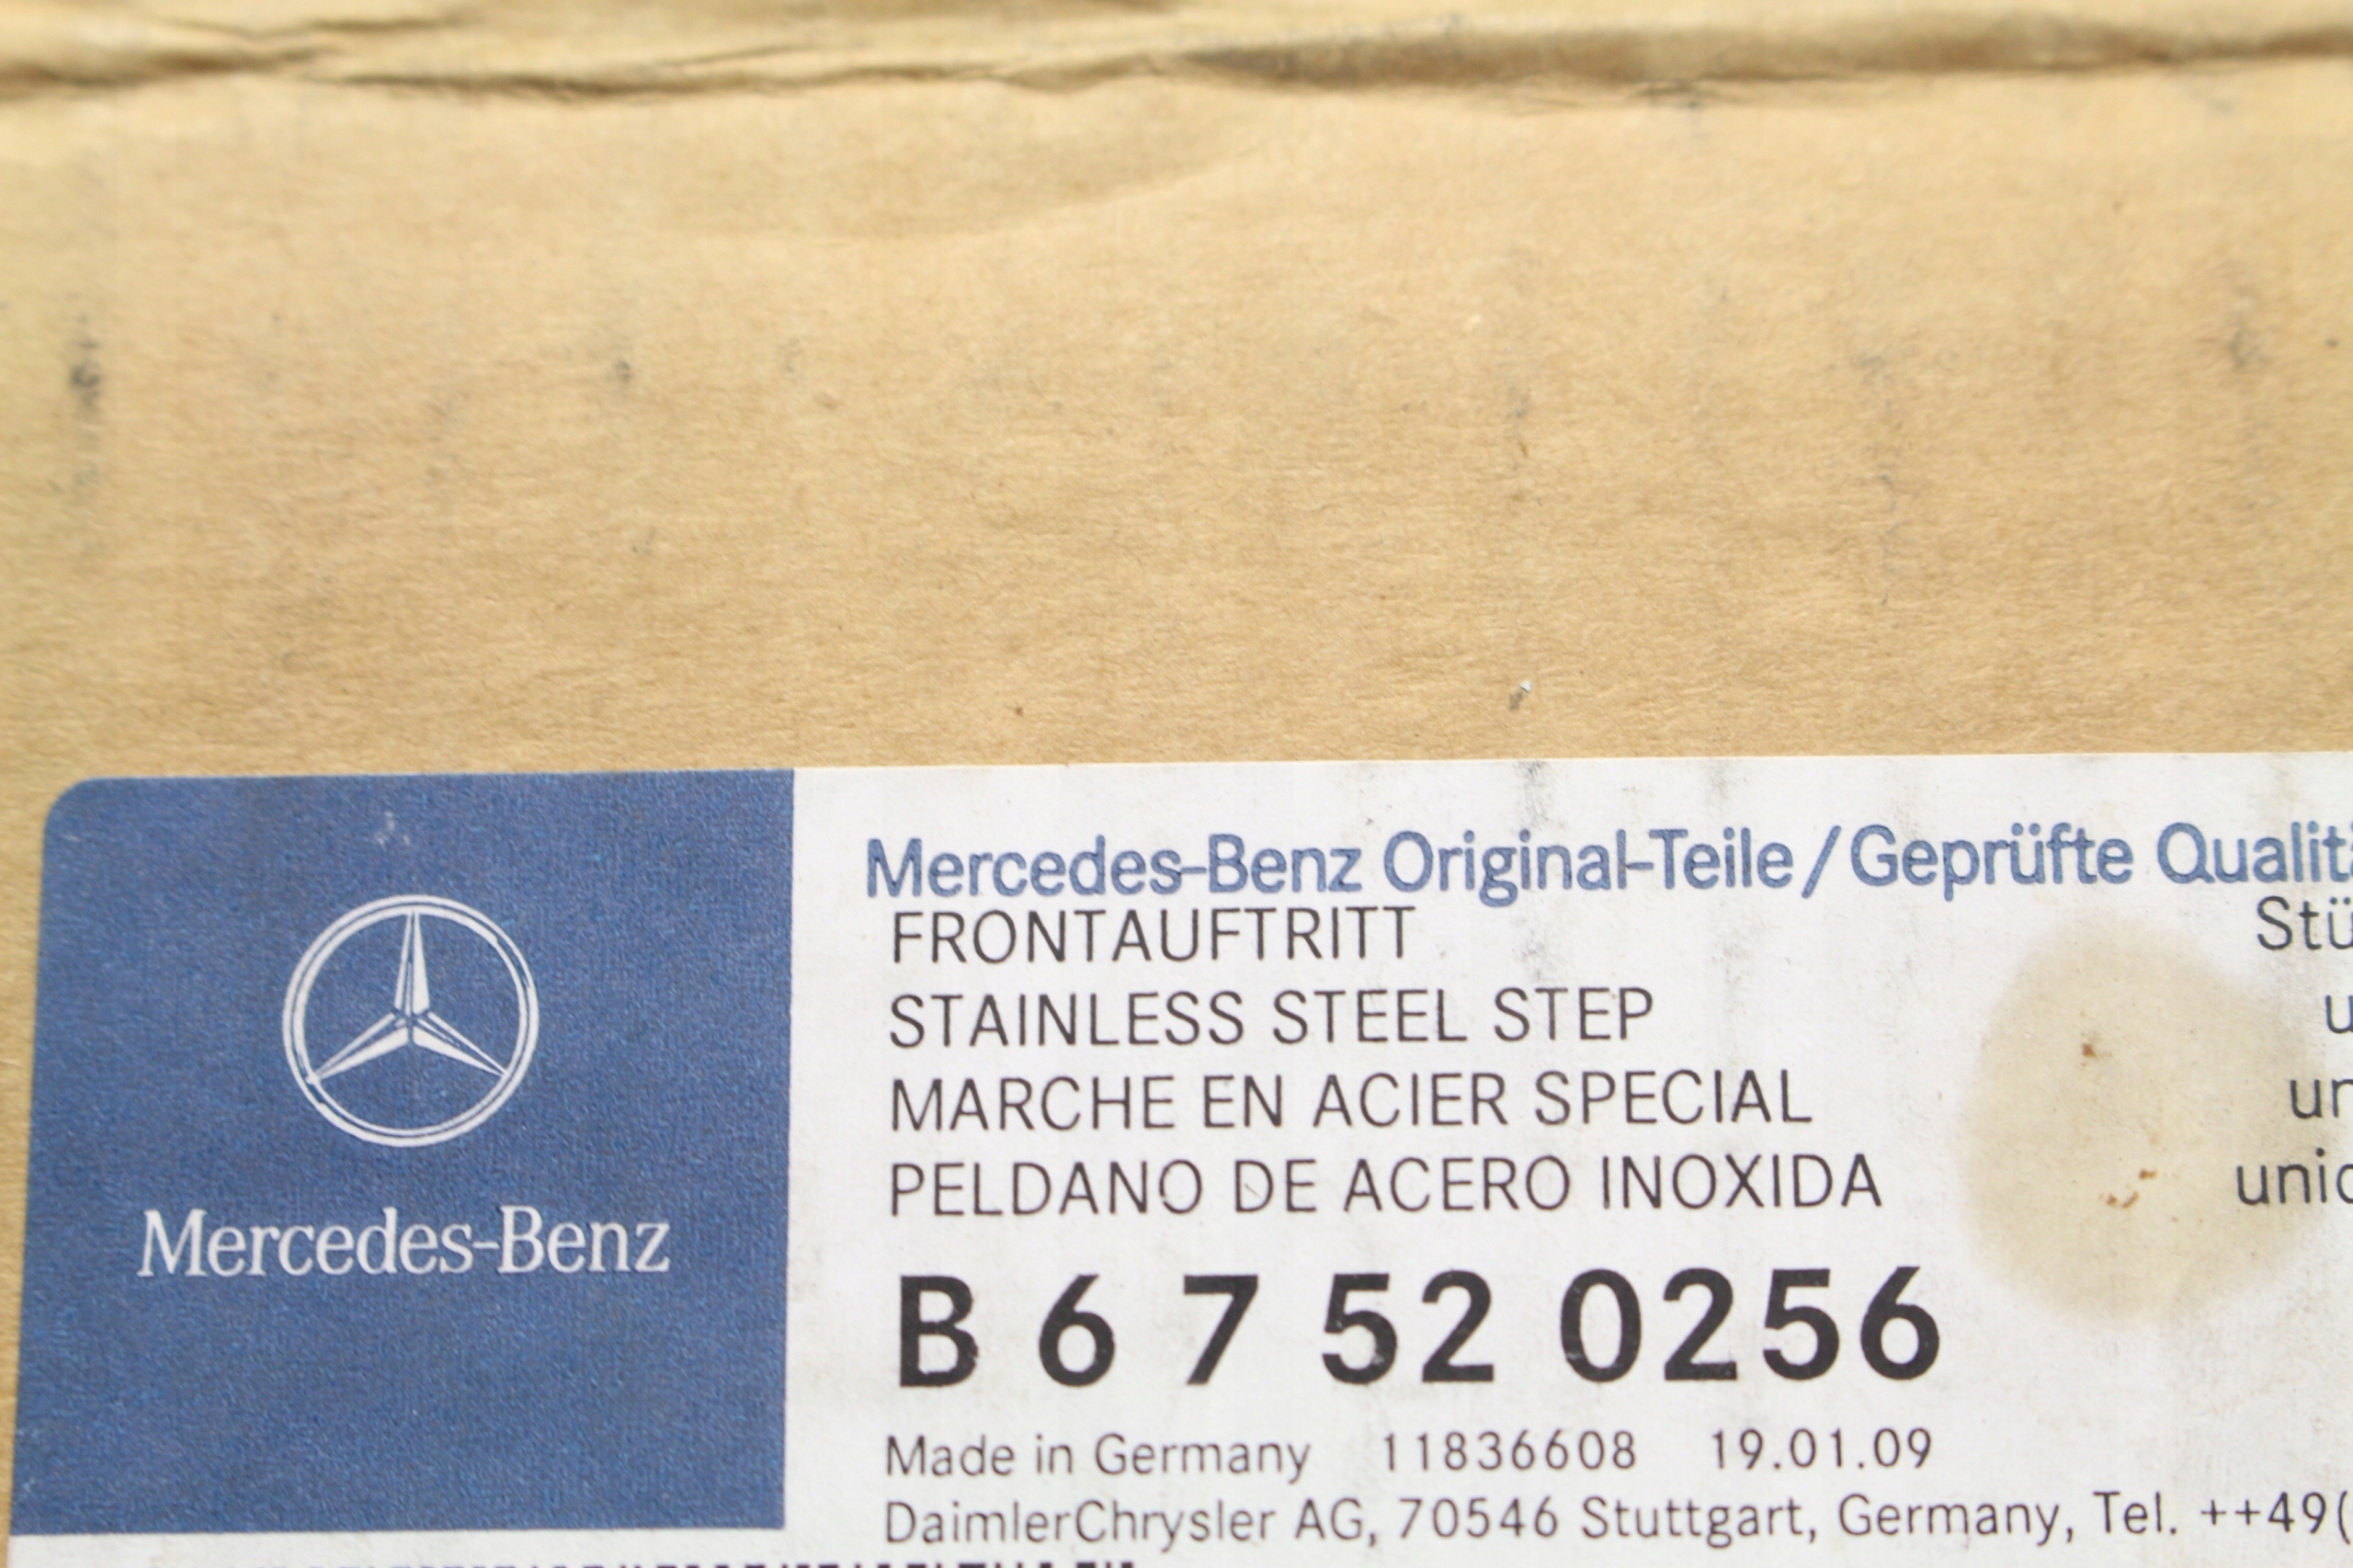 Mercedes-Benz
Mercedes-Benz Original-Teile/Geprüfte
FRONTAUFTRITT
STAINLESS STEEL STEP
MARCHE EN ACIER SPECIAL
PELDANO DE ACERO INOXIDA
B 6 7 52 0256
Made in Germany 11836608 19.01.09
DaimlerChrysler AG, 70546 Stuttgart, Germany, Tel. ++49(